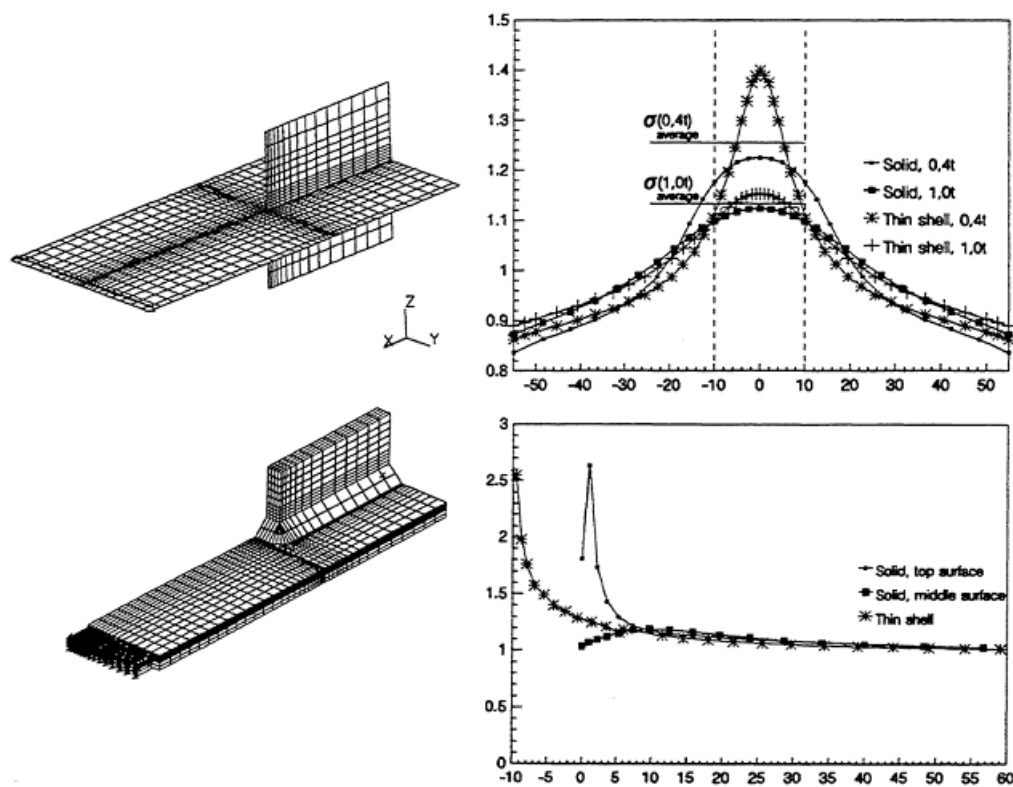 Z
X
Y
1.5
1.4
1.3
1.2
1.1
1
0.9
0.8
-50 -40 -30 -20 -10 0 10 20 30 40 50
σ(0,4t)
average
σ(1,0t)
average
Solid, 0,4t
Solid, 1,0t
Thin shell, 0,4t
Thin shell, 1,0t
3
2.5
2
1.5
1
0.5
0
-10 -5 0 5 10 15 20 25 30 35 40 45 50 55 60
Solid, top surface
Solid, middle surface
Thin shell